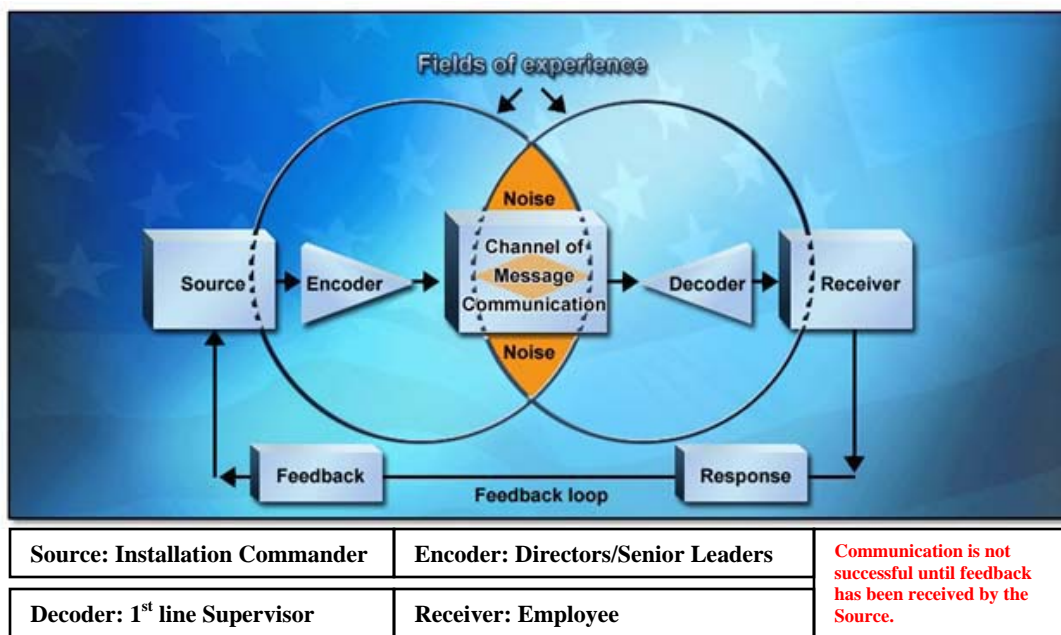 Fields of experience
Noise
Channel of
Message
Communication
Source
Encoder
Decoder
Receiver
Noise
Feedback
Response
Feedback loop
Source: Installation Commander
Encoder: Directors/Senior Leaders
Communication is not
successful until feedback
has been received by the
Source.
Decoder: 1st line Supervisor
Receiver: Employee